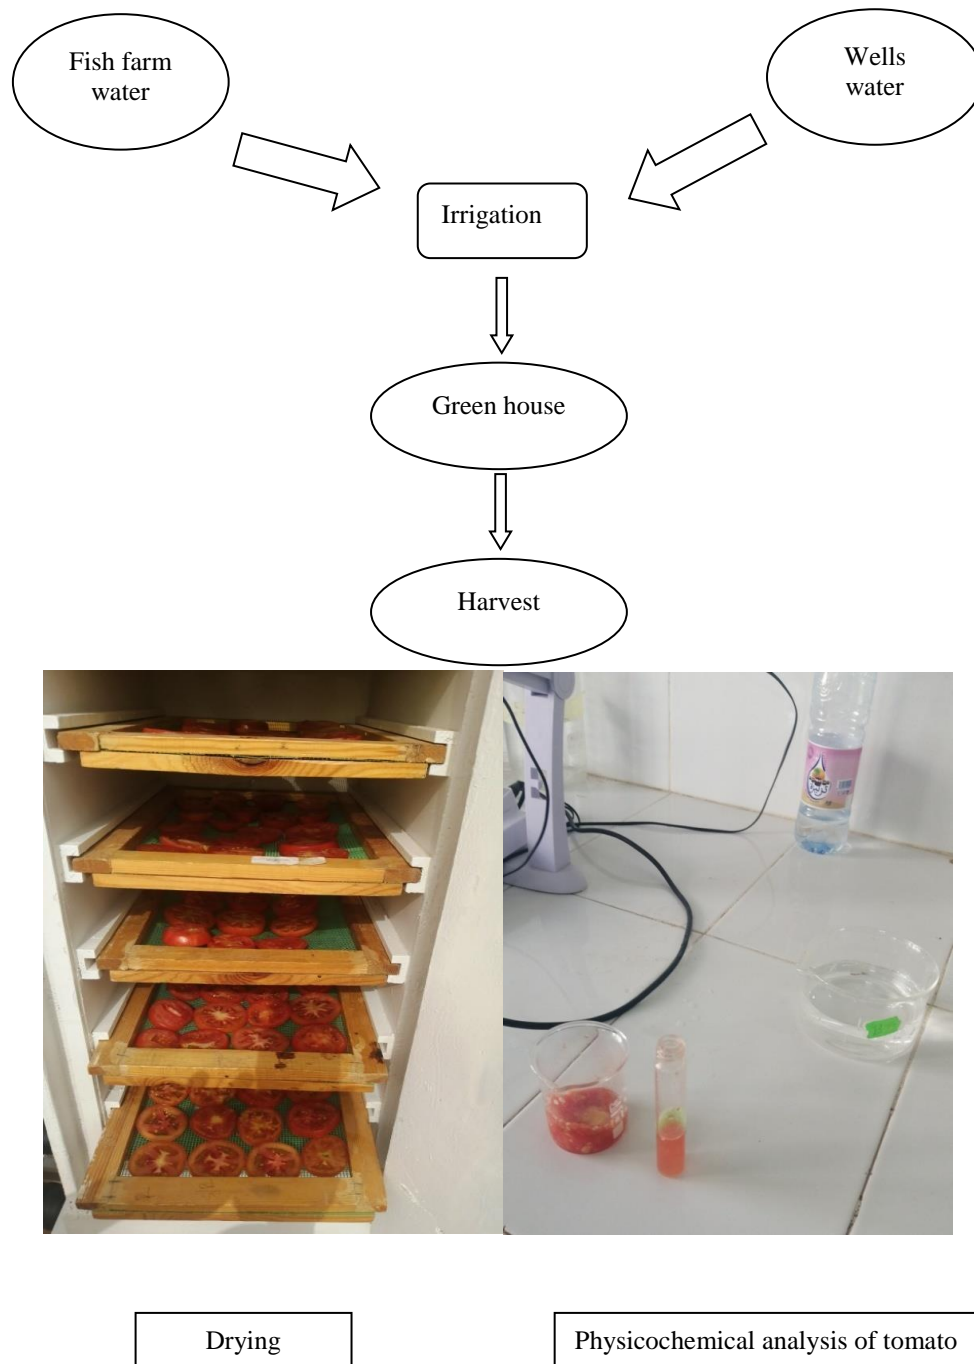 Fish farm
water
Wells
water
Irrigation
Green house
Harvest
Drying
Physicochemical analysis of tomato